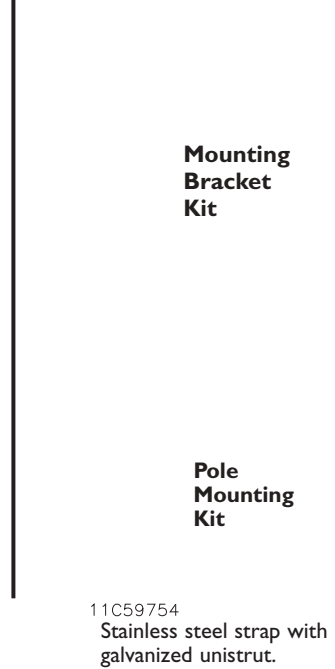 Mounting
Bracket
Kit
Pole
Mounting
Kit
11C59754
Stainless steel strap with
galvanized unistrut.